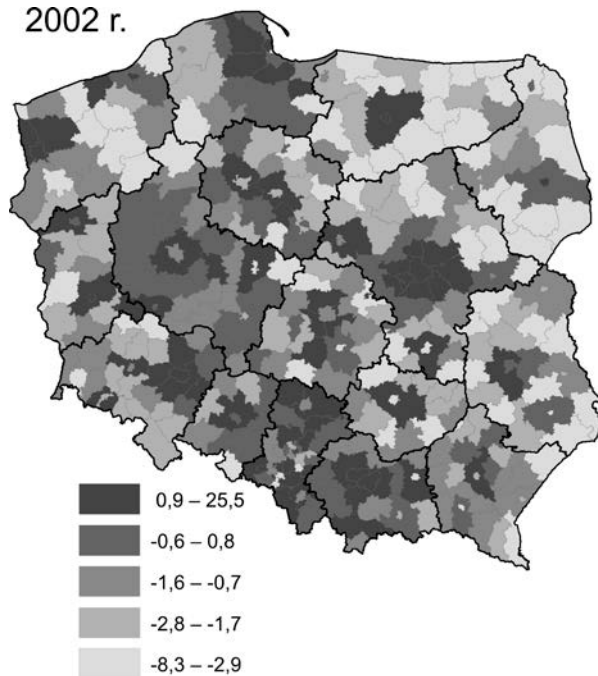 2002 r.
0,9 – 25,5
-0,6 – 0,8
-1,6 – -0,7
-2,8 – -1,7
-8,3 – -2,9